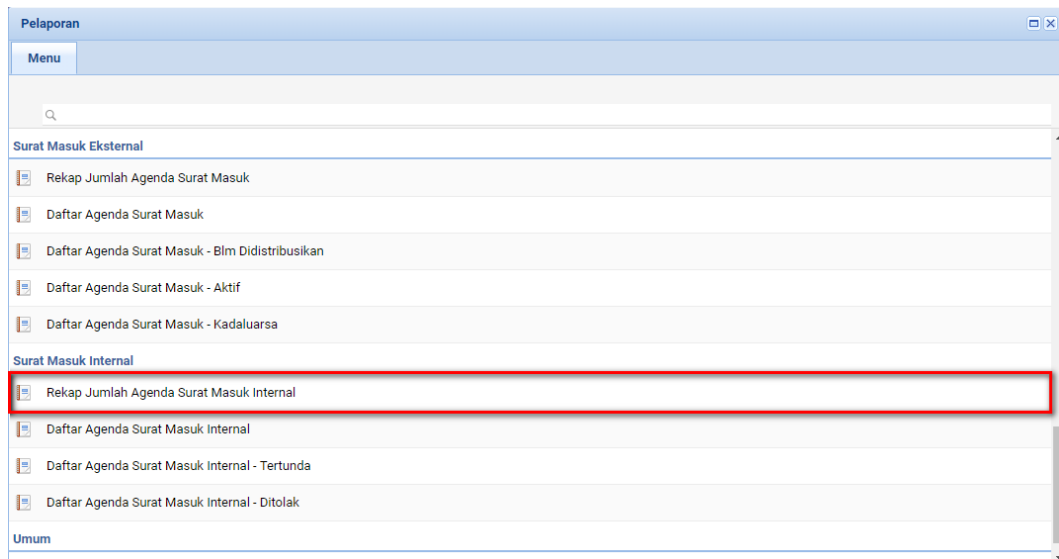 Pelaporan
Menu
Surat Masuk Eksternal
Rekap Jumlah Agenda Surat Masuk
Daftar Agenda Surat Masuk
Daftar Agenda Surat Masuk - Blm Didistribusikan
Daftar Agenda Surat Masuk - Aktif
Daftar Agenda Surat Masuk - Kadaluarsa
Surat Masuk Internal
Rekap Jumlah Agenda Surat Masuk Internal
Daftar Agenda Surat Masuk Internal
Daftar Agenda Surat Masuk Internal - Tertunda
Daftar Agenda Surat Masuk Internal - Ditolak
Umum